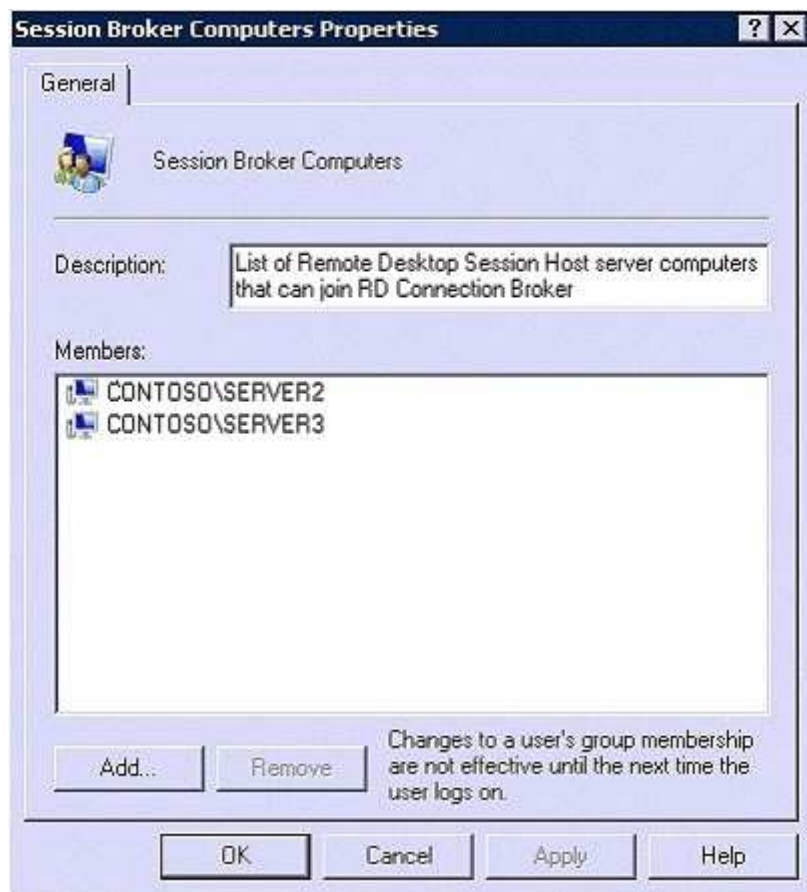 Session Broker Computers Properties
General
Session Broker Computers
Description:
List of Remote Desktop Session Host server computers
that can join RD Connection Broker
Members:
CONTOSO\SERVER2
CONTOSO\SERVER3
Add...
Remove
Changes to a user's group membership
are not effective until the next time the
user logs on.
OK
Cancel
Apply
Help